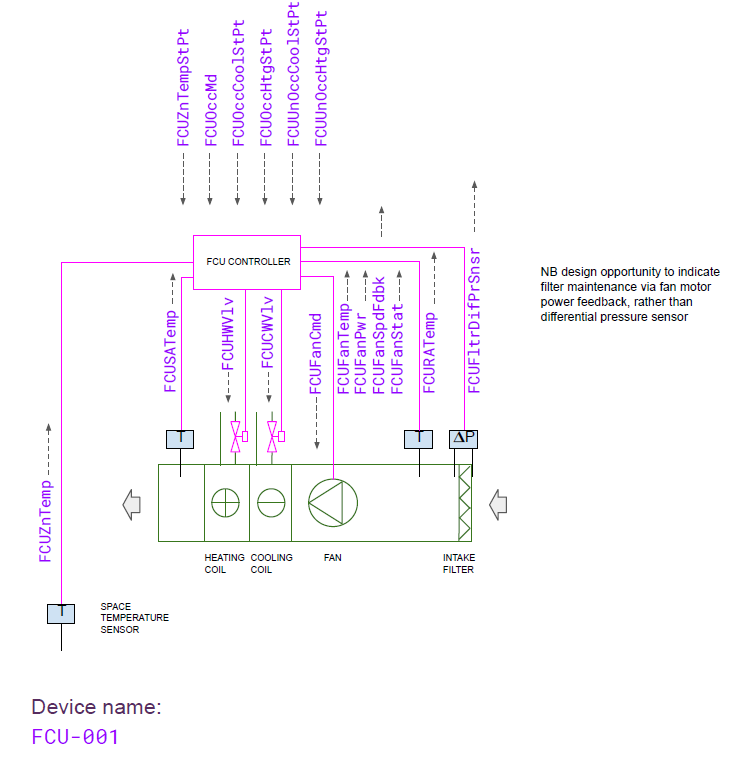 FCUZnTempStPt
FCUOccMd
FCUOccCoolStPt
FCUOccHtgStPt
FCUUnOccCoolStPt
FCUUnOccHtgStPt
FCU CONTROLLER
NB design opportunity to indicate
filter maintenance via fan motor
power feedback, rather than
differential pressure sensor
FCUZnTemp
FCUSATemp
FCUHWVlv
FCUCWVlv
FCUFanCmd
FCUFanTemp
FCUFanPwr
FCUFanSpdFdbk
FCUFanStat
FCURATemp
FCUFltrDifPrSnsr
T
T
ΔP
HEATING
COIL
COOLING
COIL
FAN
INTAKE
FILTER
T
SPACE
TEMPERATURE
SENSOR
Device name:
FCU-001